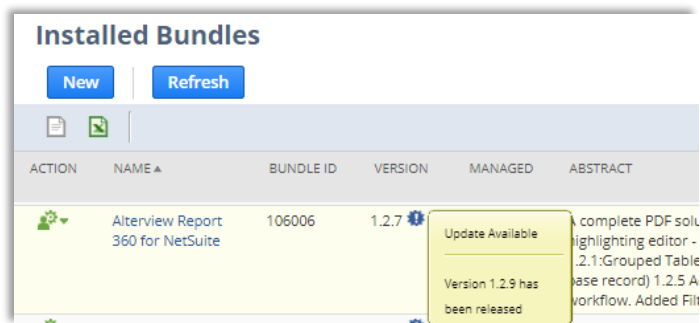 Installed Bundles
New Refresh
ACTION NAME BUNDLE ID VERSION MANAGED ABSTRACT
Alterview Report 106006 1.2.7 Update Available complete PDF solu
360 for NetSuite highlighting editor -
.2.1:Grouped Table
Version 1.2.9 has base record) 1.2.5 A
been released workflow. Added Filt